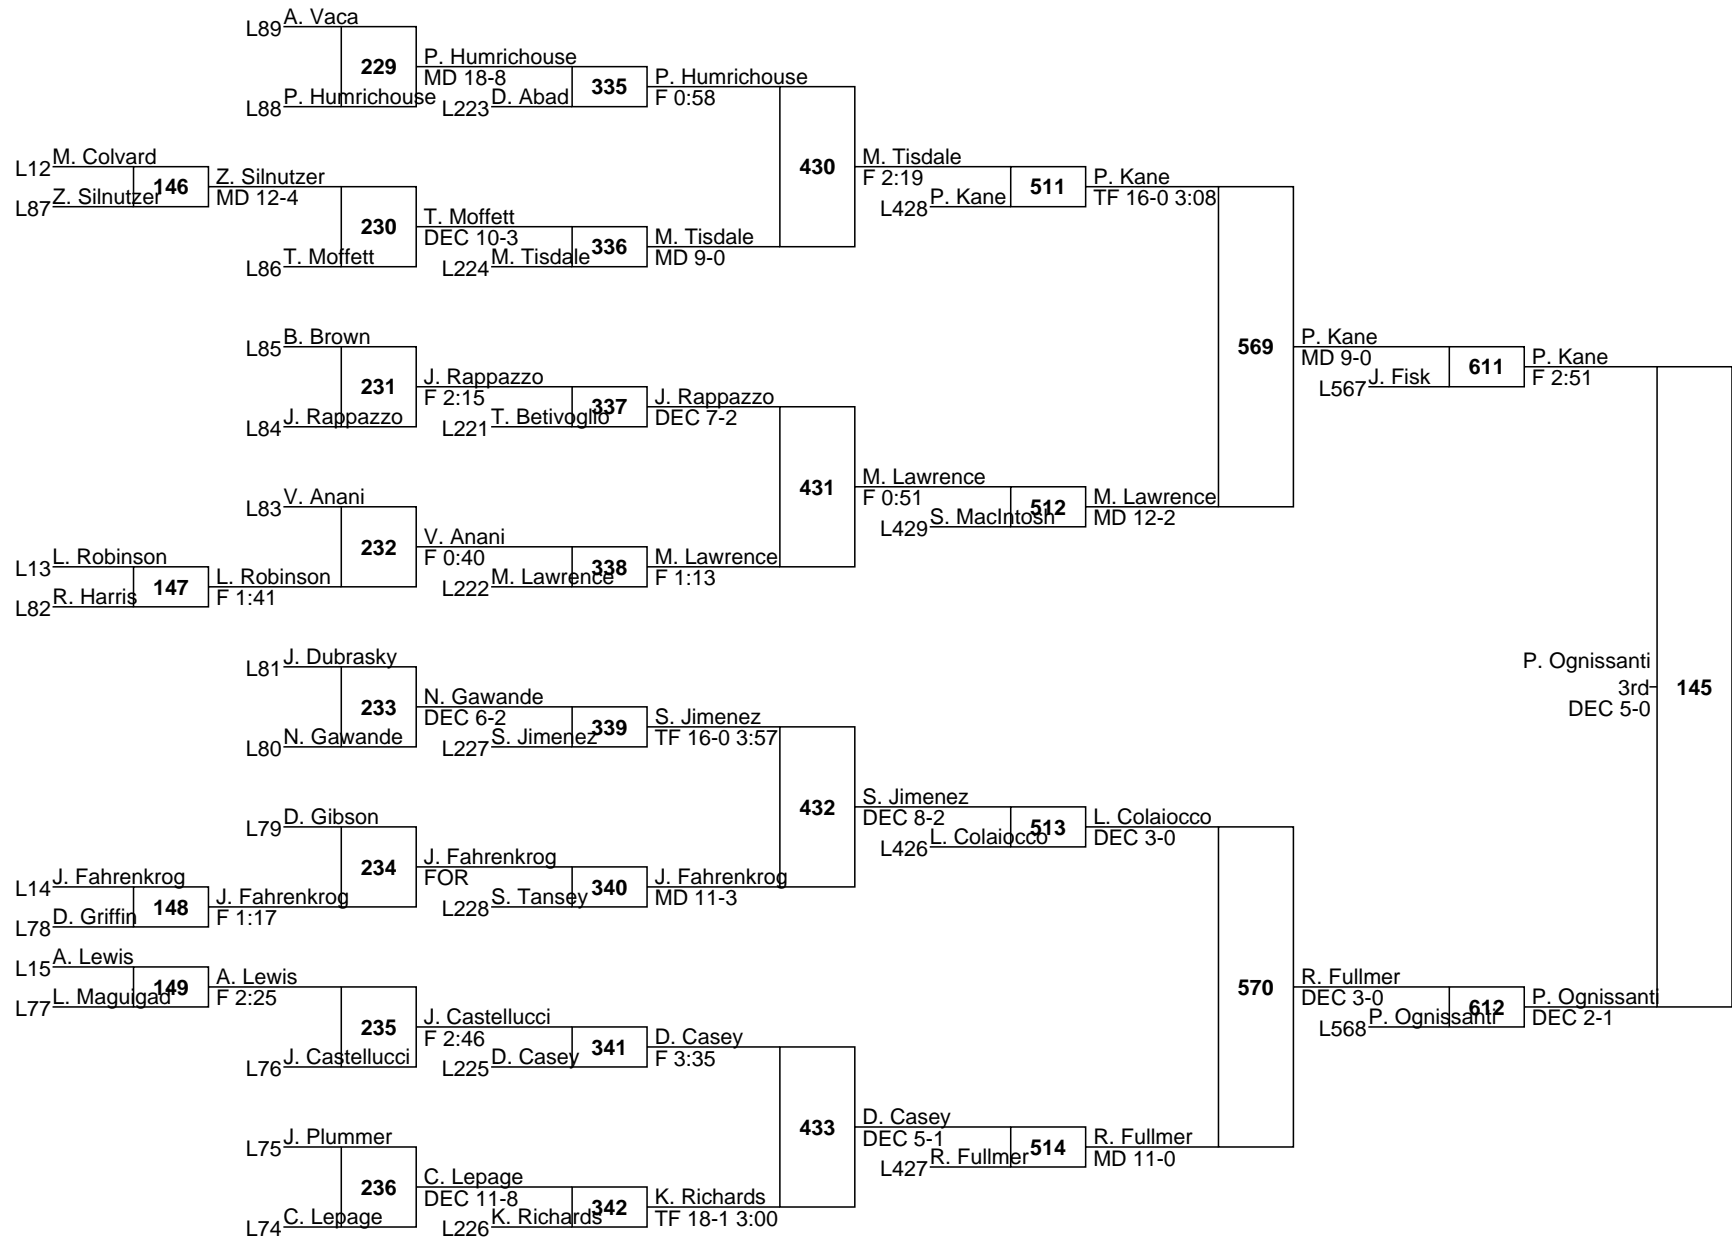 L89 A. Vaca
229
P. Humrichouse
MD 18-8
L88 P. Humrichouse
L223 D. Abad
335
P. Humrichouse
F 0:58
L12 M. Colvard
146
L87 Z. Silnutzer
Z. Silnutzer
MD 12-4
230
L86 T. Moffett
T. Moffett
DEC 10-3
L224 M. Tisdale
336
M. Tisdale
MD 9-0
430
M. Tisdale
F 2:19
L428 P. Kane
511
P. Kane
TF 16-0 3:08
L85 B. Brown
231
L84 J. Rappazzo
J. Rappazzo
F 2:15
L221 T. Betivoglio
337
J. Rappazzo
DEC 7-2
L83 V. Anani
232
L13 L. Robinson
147
L82 R. Harris
L. Robinson
F 1:41
V. Anani
F 0:40
L222 M. Lawrence
338
M. Lawrence
F 1:13
431
M. Lawrence
F 0:51
L429 S. MacIntosh
512
M. Lawrence
MD 12-2
569
P. Kane
MD 9-0
L567 J. Fisk
611
P. Kane
F 2:51
L81 J. Dubrasky
233
L80 N. Gawande
N. Gawande
DEC 6-2
L227 S. Jimenez
339
S. Jimenez
TF 16-0 3:57
L79 D. Gibson
234
L14 J. Fahrenkrog
148
L78 D. Griffin
J. Fahrenkrog
F 1:17
J. Fahrenkrog
FOR
L228 S. Tansey
340
J. Fahrenkrog
MD 11-3
432
S. Jimenez
DEC 8-2
L426 L. Colaiocco
513
L. Colaiocco
DEC 3-0
L15 A. Lewis
149
L77 L. Maguigad
A. Lewis
F 2:25
235
L76 J. Castellucci
J. Castellucci
F 2:46
L225 D. Casey
341
D. Casey
F 3:35
L75 J. Plummer
236
L74 C. Lepage
C. Lepage
DEC 11-8
L226 K. Richards
342
K. Richards
TF 18-1 3:00
433
D. Casey
DEC 5-1
L427 R. Fullmer
514
R. Fullmer
MD 11-0
570
R. Fullmer
DEC 3-0
L568 P. Ognissanti
612
P. Ognissanti
DEC 2-1
P. Ognissanti
3rd
DEC 5-0
145